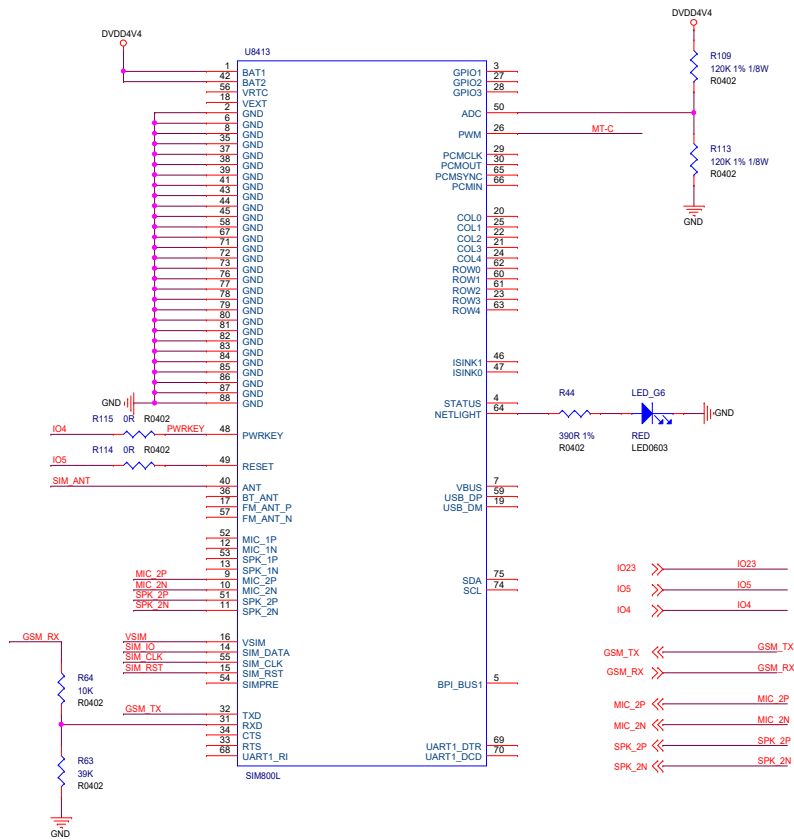 DVDD4V4
U8413
1 BAT1
42 BAT2
56 VRTC
18 VEXT
2 GND
6 GND
8 GND
35 GND
37 GND
38 GND
39 GND
41 GND
43 GND
44 GND
45 GND
58 GND
67 GND
71 GND
72 GND
73 GND
76 GND
77 GND
78 GND
79 GND
80 GND
81 GND
82 GND
83 GND
84 GND
85 GND
86 GND
87 GND
88 GND
GND
R115 0R R0402
IO4 PWRKEY 48 PWRKEY
R114 0R R0402
IO5 49 RESET
SIM_ANT 40 ANT
36 BT_ANT
17 FM_ANT_P
57 FM_ANT_N
52 MIC_1P
12 MIC_1N
53 SPK_1P
13 SPK_1N
MIC_2P 9 MIC_2P
MIC_2N 10 MIC_2N
SPK_2P 51 SPK_2P
SPK_2N 11 SPK_2N
GSM_RX
VSIM 16 VSIM
SIM_IO 14 SIM_DATA
SIM_CLK 55 SIM_CLK
SIM_RST 15 SIM_RST
54 SIMPRE
R64
10K
R0402
GSM_TX 32 TXD
31 RXD
34 CTS
33 RTS
68 UART1_RI
R63
39K
R0402
GND
SIM800L
GPIO1 3
GPIO2 27
GPIO3 28
ADC 50
PWM 26 MT-C
PCMCLK 29
PCMOUT 30
PCMSYNC 65
PCMIN 66
COL0 20
COL1 25
COL2 22
COL3 21
COL4 24
ROW0 62
ROW1 60
ROW2 61
ROW3 23
ROW4 63
ISINK1 46
ISINK0 47
STATUS 4
NETLIGHT 64
R44
390R 1%
R0402
LED_G6
RED
LED0603
GND
VBUS 7
USB_DP 59
USB_DM 19
SDA 75
SCL 74
BPI_BUS1 5
UART1_DTR 69
UART1_DCD 70
DVDD4V4
R109
120K 1% 1/8W
R0402
R113
120K 1% 1/8W
R0402
GND
IO23 IO23
IO5 IO5
IO4 IO4
GSM_TX GSM_TX
GSM_RX GSM_RX
MIC_2P MIC_2P
MIC_2N MIC_2N
SPK_2P SPK_2P
SPK_2N SPK_2N